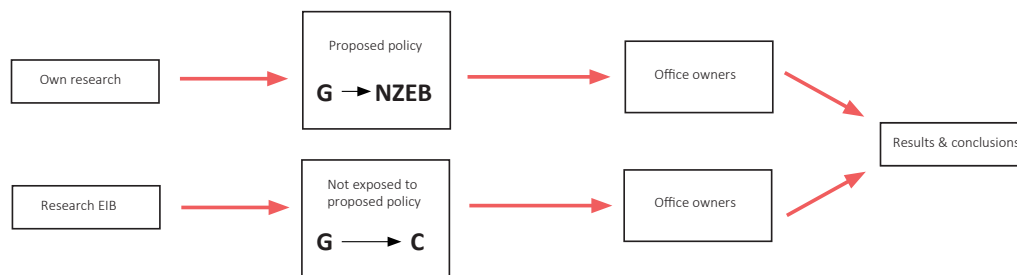 Own research
Proposed policy
G → NZEB
Office owners
Results & conclusions
Research EIB
Not exposed to
proposed policy
G → C
Office owners